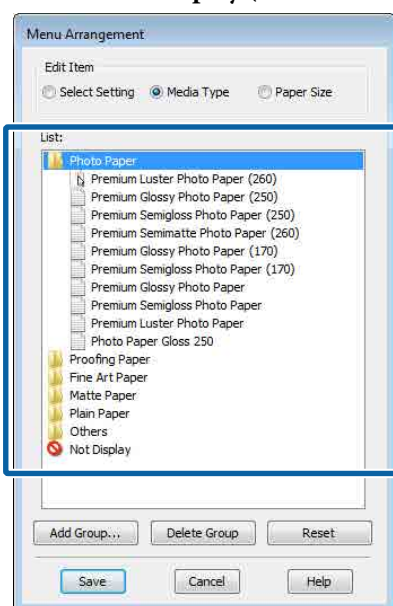 Menu Arrangement
Edit Item
Select Setting Media Type Paper Size
List:
Photo Paper
Premium Luster Photo Paper (260)
Premium Glossy Photo Paper (250)
Premium Semigloss Photo Paper (250)
Premium Semimatte Photo Paper (260)
Premium Glossy Photo Paper (170)
Premium Semigloss Photo Paper (170)
Premium Glossy Photo Paper
Premium Semigloss Photo Paper
Premium Luster Photo Paper
Photo Paper Gloss 250
Proofing Paper
Fine Art Paper
Matte Paper
Plain Paper
Others
Not Display
Add Group... Delete Group Reset
Save Cancel Help